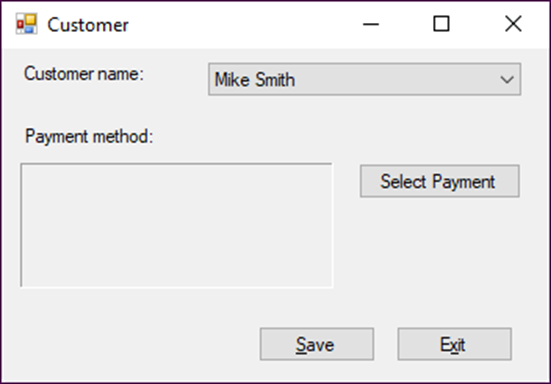 Customer
Customer name:
Mike Smith
Payment method:
Select Payment
Save
Exit